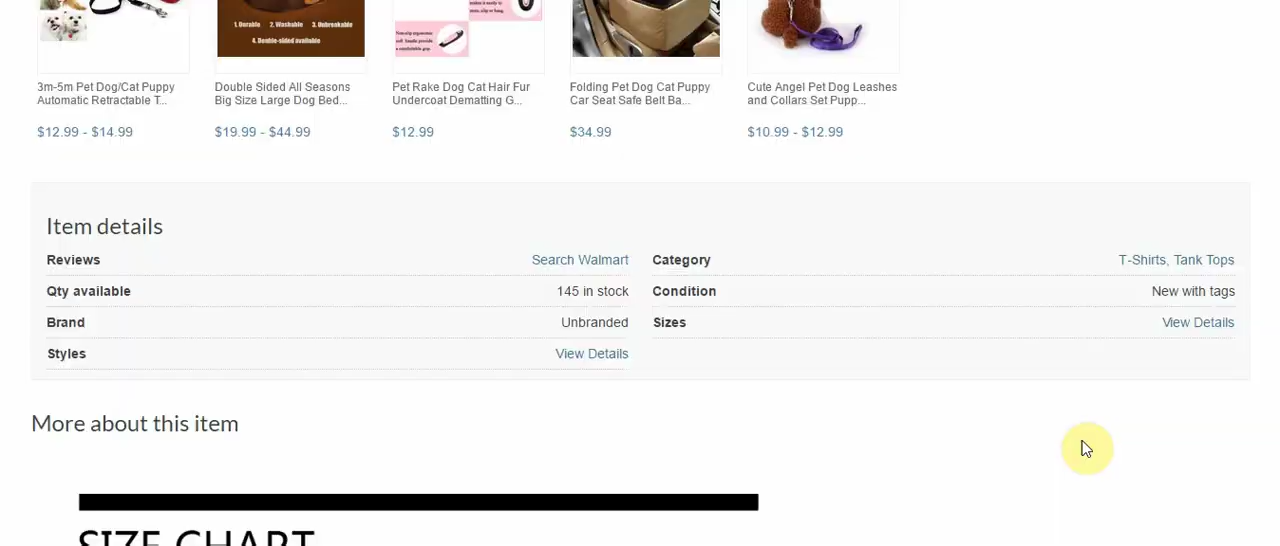 1. Durable 2. Washable 3. Unbreakable
4. Double-sided available
Non-slip ergonomic
3m-5m Pet Dog/Cat Puppy
Automatic Retractable T...
Double Sided All Seasons
Big Size Large Dog Bed...
Pet Rake Dog Cat Hair Fur
Undercoat Dematting G...
Folding Pet Dog Cat Puppy
Car Seat Safe Belt Ba...
Cute Angel Pet Dog Leashes
and Collars Set Pupp...
$12.99 - $14.99
$19.99 - $44.99
$12.99
$34.99
$10.99 - $12.99
Item details
Reviews Search Walmart
Category T-Shirts, Tank Tops
Qty available 145 in stock
Condition New with tags
Brand Unbranded
Sizes View Details
Styles View Details
More about this item
SIZE CHART